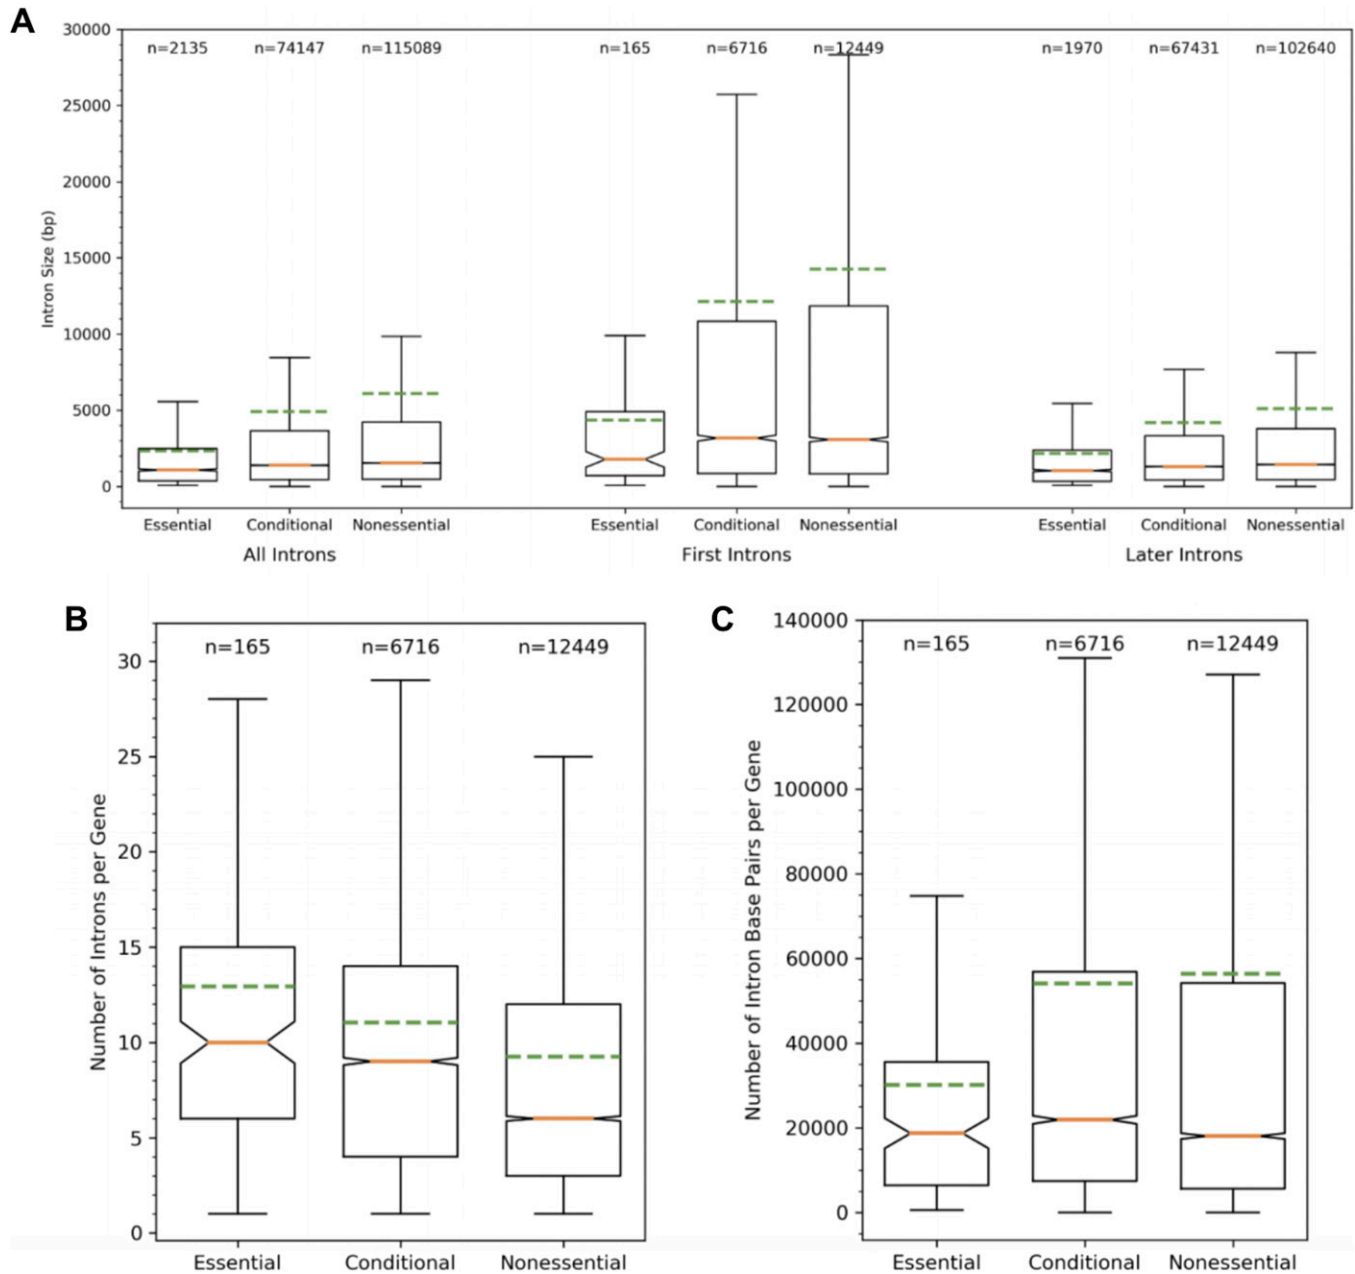 A
30000
25000
20000
15000
10000
5000
0
Intron Size (bp)
n=2135 n=74147 n=115089 n=165 n=6716 n=12449 n=1970 n=67431 n=102640
Essential Conditional Nonessential Essential Conditional Nonessential Essential Conditional Nonessential
All Introns First Introns Later Introns
B
30
25
20
15
10
5
0
Number of Introns per Gene
n=165 n=6716 n=12449
Essential Conditional Nonessential
C
140000
120000
100000
80000
60000
40000
20000
0
Number of Intron Base Pairs per Gene
n=165 n=6716 n=12449
Essential Conditional Nonessential